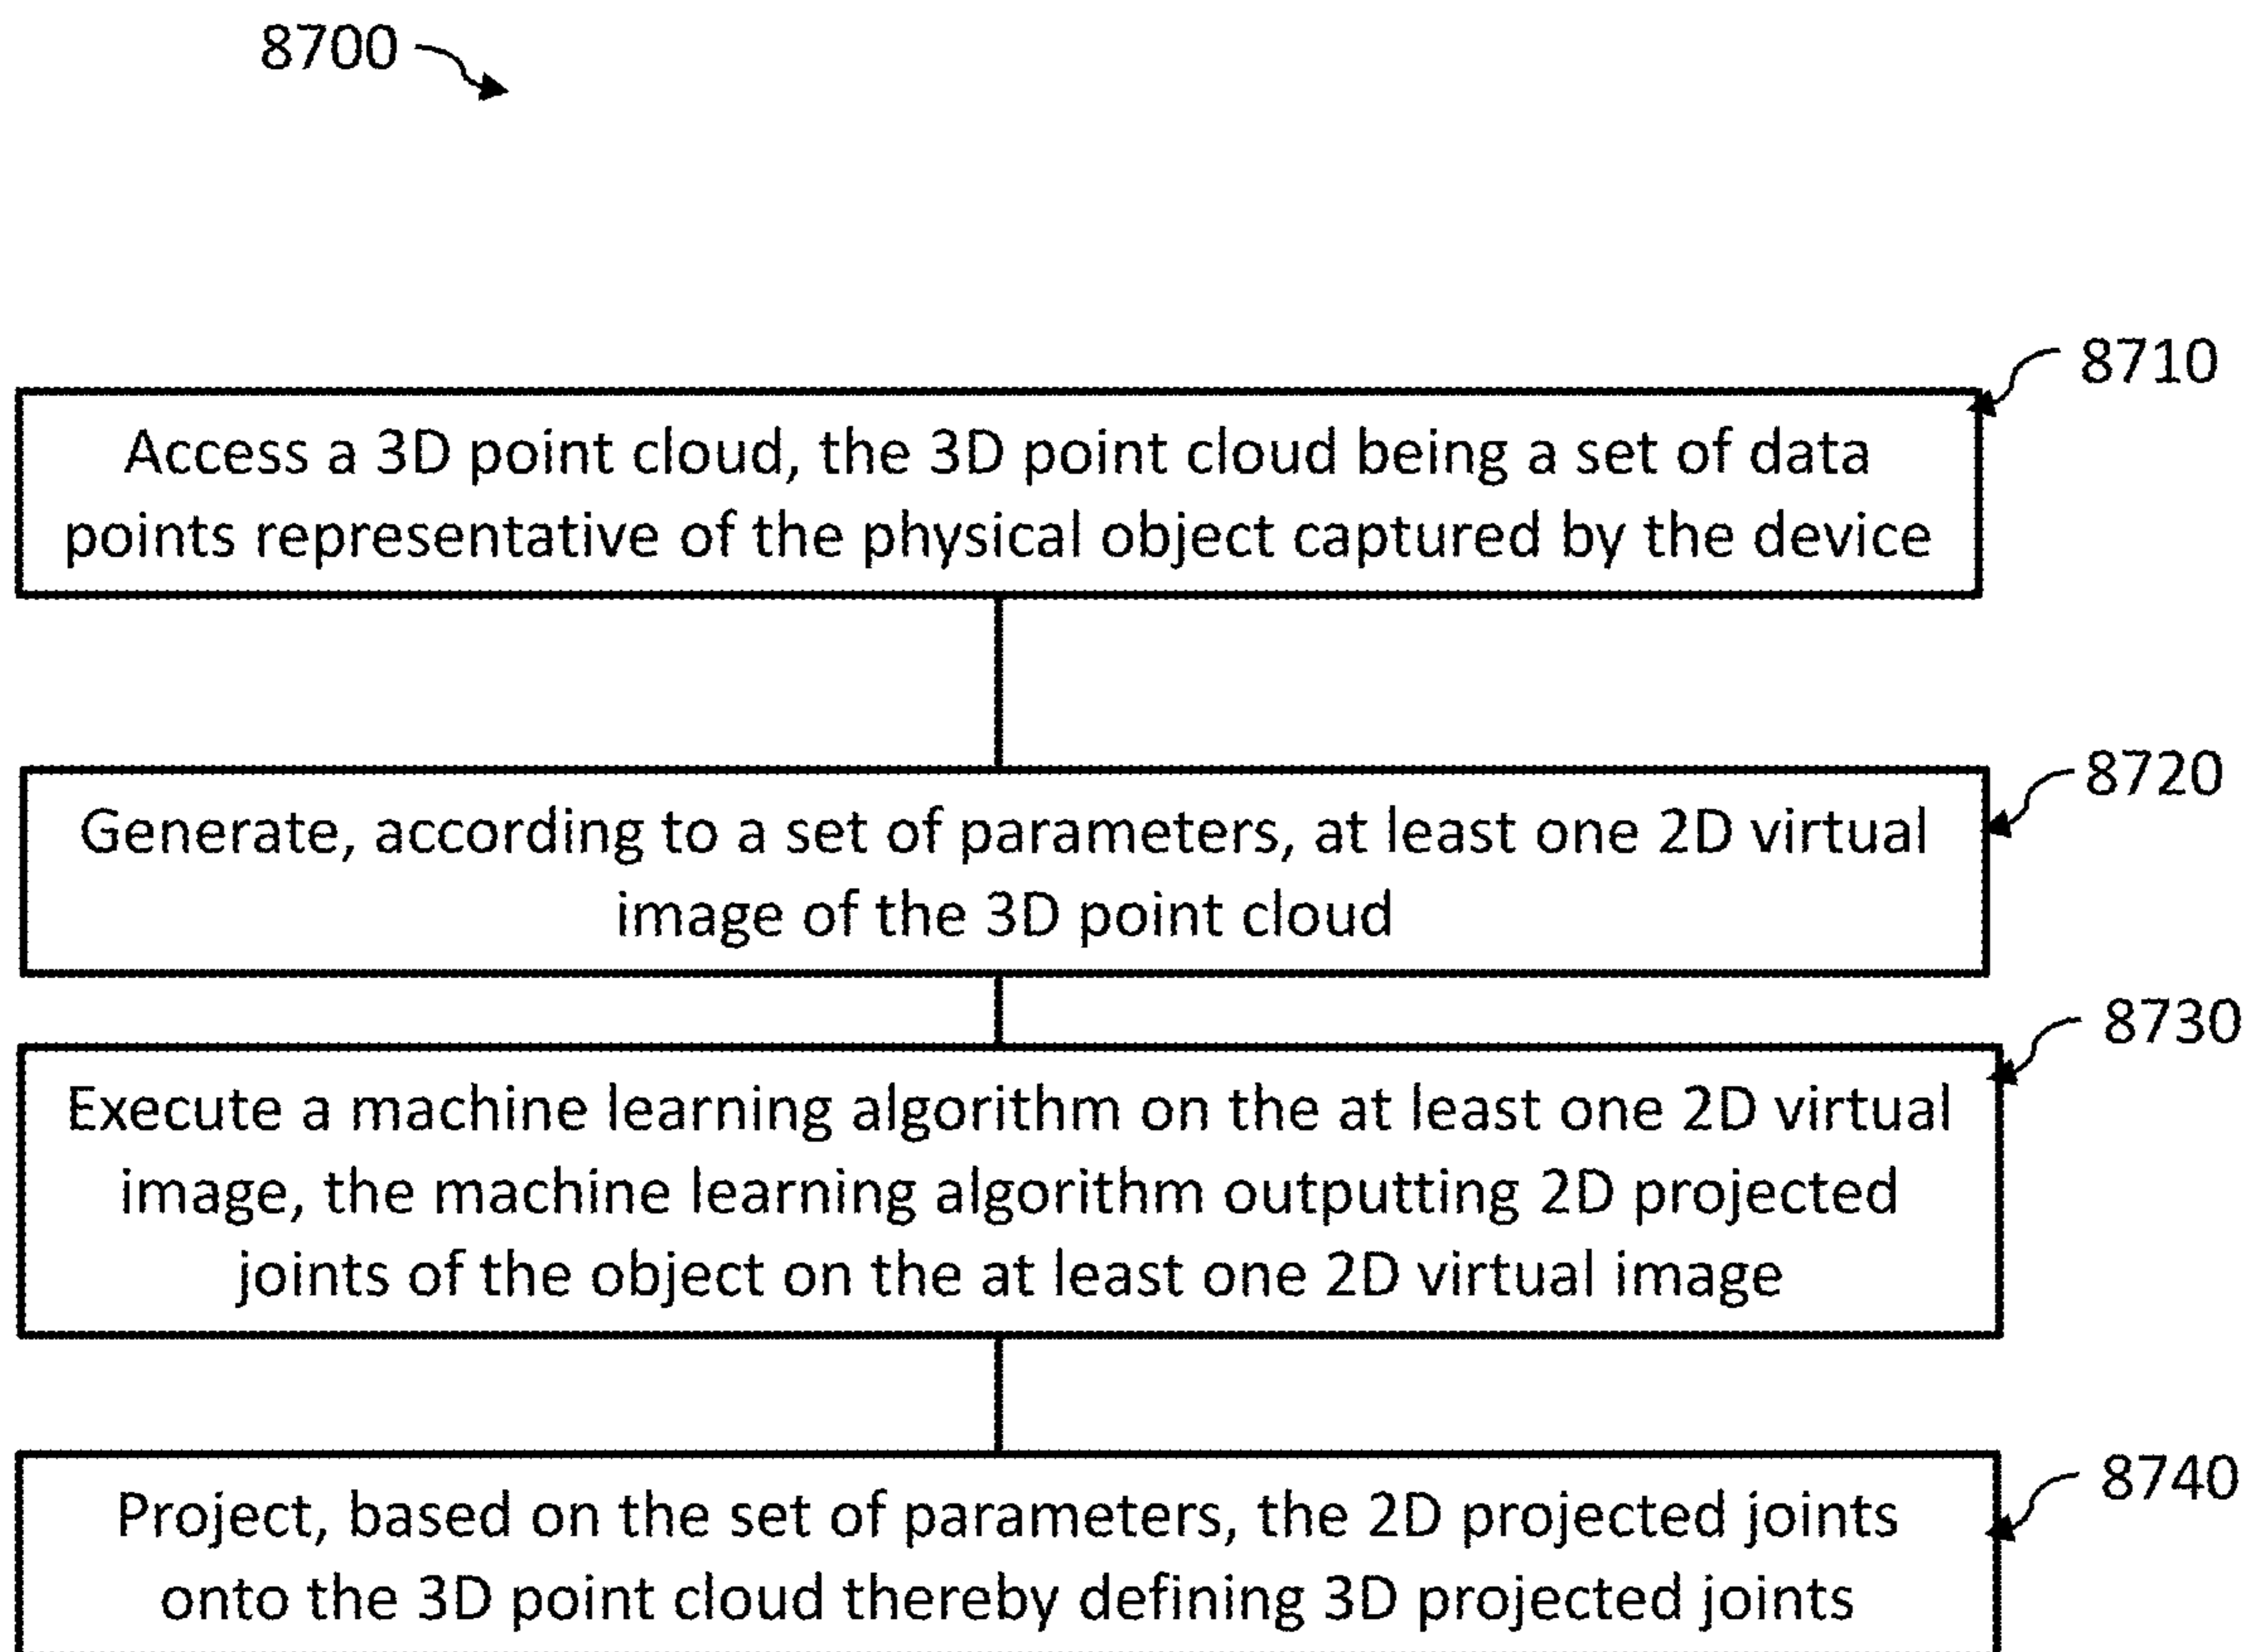 8700
8710
Access a 3D point cloud, the 3D point cloud being a set of data
points representative of the physical object captured by the device
8720
Generate, according to a set of parameters, at least one 2D virtual
image of the 3D point cloud
8730
Execute a machine learning algorithm on the at least one 2D virtual
image, the machine learning algorithm outputting 2D projected
joints of the object on the at least one 2D virtual image
8740
Project, based on the set of parameters, the 2D projected joints
onto the 3D point cloud thereby defining 3D projected joints